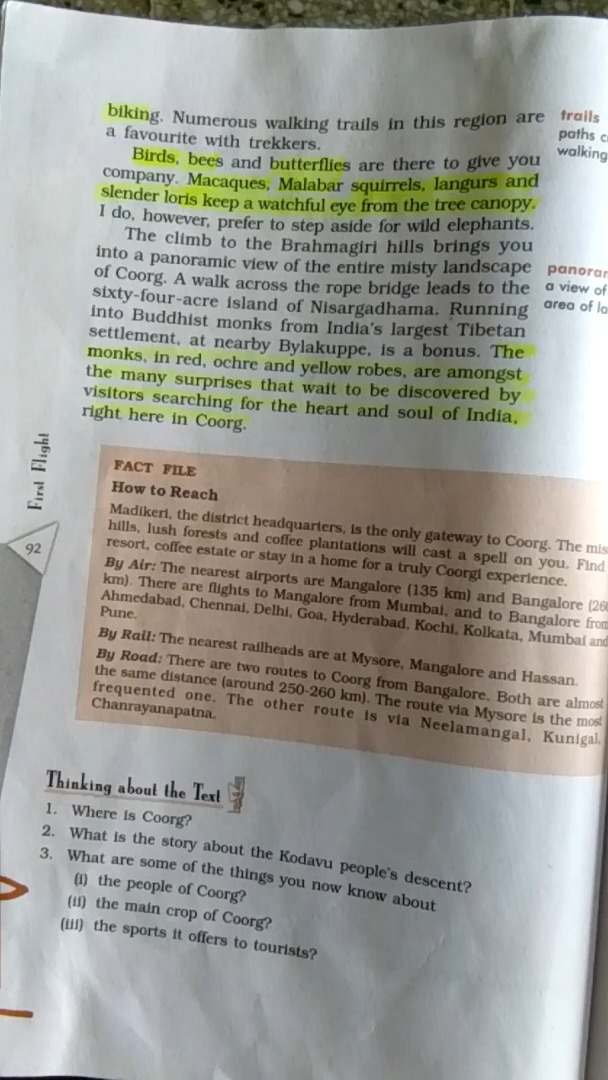 biking. Numerous walking trails in this region are
a favourite with trekkers.
Birds, bees and butterflies are there to give you
company. Macaques, Malabar squirrels, langurs and
slender loris keep a watchful eye from the tree canopy.
I do, however, prefer to step aside for wild elephants.
The climb to the Brahmagiri hills brings you
into a panoramic view of the entire misty landscape
of Coorg. A walk across the rope bridge leads to the
sixty-four-acre island of Nisargadhama. Running
into Buddhist monks from India's largest Tibetan
settlement, at nearby Bylakuppe, is a bonus. The
monks, in red, ochre and yellow robes, are amongst
the many surprises that wait to be discovered by
visitors searching for the heart and soul of India,
right here in Coorg.
trails
paths
walking
a view of
area of
First Flight
92
FACT FILE
How to Reach
Madikeri, the district headquarters, is the only gateway to Coorg. The
hills, lush forests and coffee plantations will cast a spell on you. Find
resort, coffee estate or stay in a home for a truly Coorgi experience.
By Air: The nearest airports are Mangalore (135 km) and Bangalore
km). There are flights to Mangalore from Mumbai, and to Bangalore from
Ahmedabad, Chennai, Delhi, Goa, Hyderabad, Kochi, Kolkata, Mumbai and
Pune.
By Rail: The nearest railheads are at Mysore, Mangalore and Hassan.
By Road: There are two routes to Coorg from Bangalore. Both are almost
the same distance (around 250-260 km). The route via Mysore is the most
frequented one. The other route is via Neelamangal, Kunigal,
Chanrayanapatna.
Thinking about the Text
1. Where is Coorg?
2. What is the story about the Kodavu people's descent?
3. What are some of the things you now know about
(i) the people of Coorg?
(ii) the main crop of Coorg?
(iii) the sports it offers to tourists?